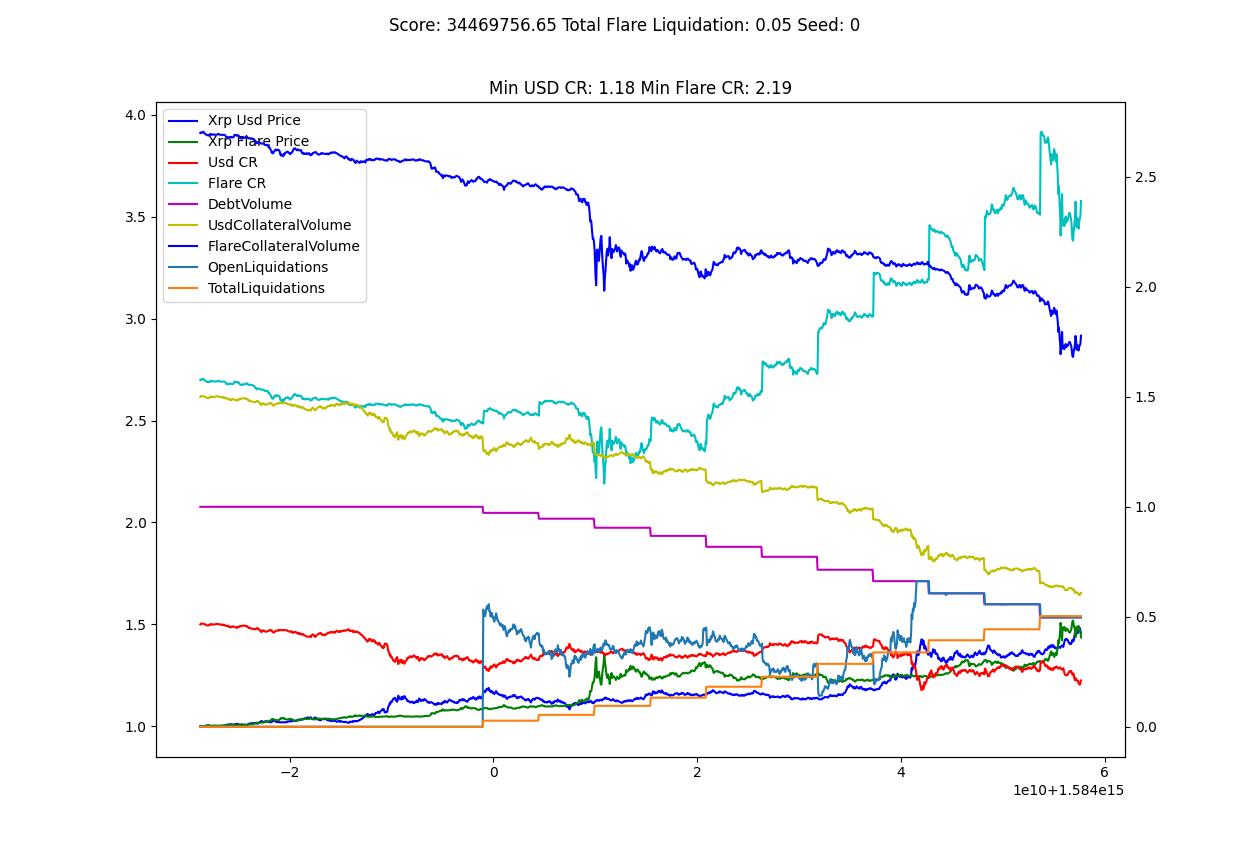 Score: 34469756.65 Total Flare Liquidation: 0.05 Seed: 0
Min USD CR: 1.18 Min Flare CR: 2.19
Xrp Usd Price
Xrp Flare Price
Usd CR
Flare CR
DebtVolume
UsdCollateralVolume
FlareCollateralVolume
OpenLiquidations
TotalLiquidations
4.0
3.5
3.0
2.5
2.0
1.5
1.0
2.5
2.0
1.5
1.0
0.5
0.0
−2
0
2
4
6
1e10+1.584e15